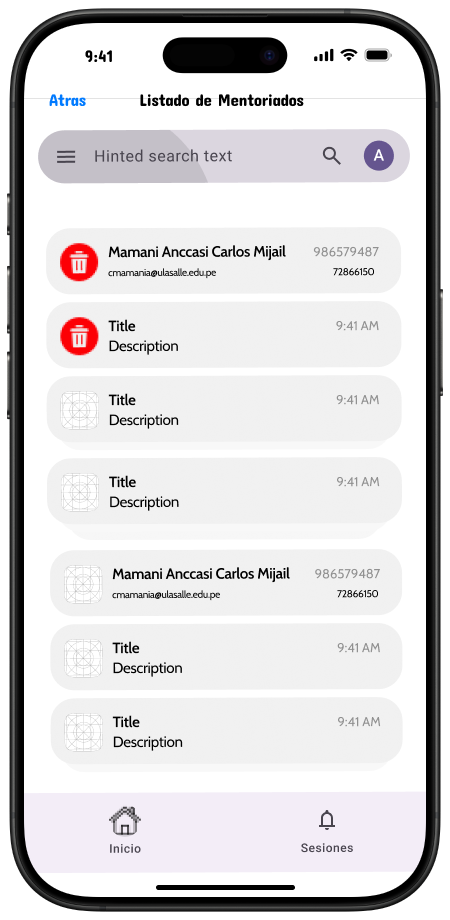 9:41
Atras Listado de Mentoriados
Hinted search text A
Mamani Anccasi Carlos Mijail 986579487
cmamania@ulasalle.edu.pe 72866150
Title 9:41 AM
Description
Title 9:41 AM
Description
Title 9:41 AM
Description
Mamani Anccasi Carlos Mijail 986579487
cmamania@ulasalle.edu.pe 72866150
Title 9:41 AM
Description
Title 9:41 AM
Description
Inicio Sesiones